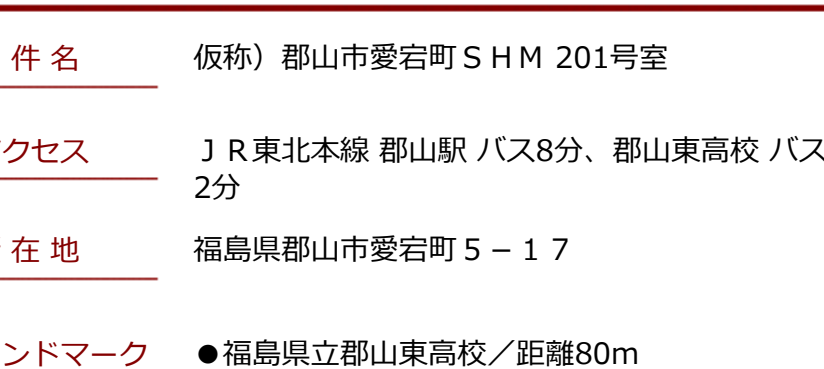 件 名 仮称）郡山市愛宕町ＳＨＭ 201号室
クセス ＪＲ東北本線 郡山駅 バス8分、郡山東高校 バス
2分
在 地 福島県郡山市愛宕町５－１７
ンドマーク ●福島県立郡山東高校／距離80m